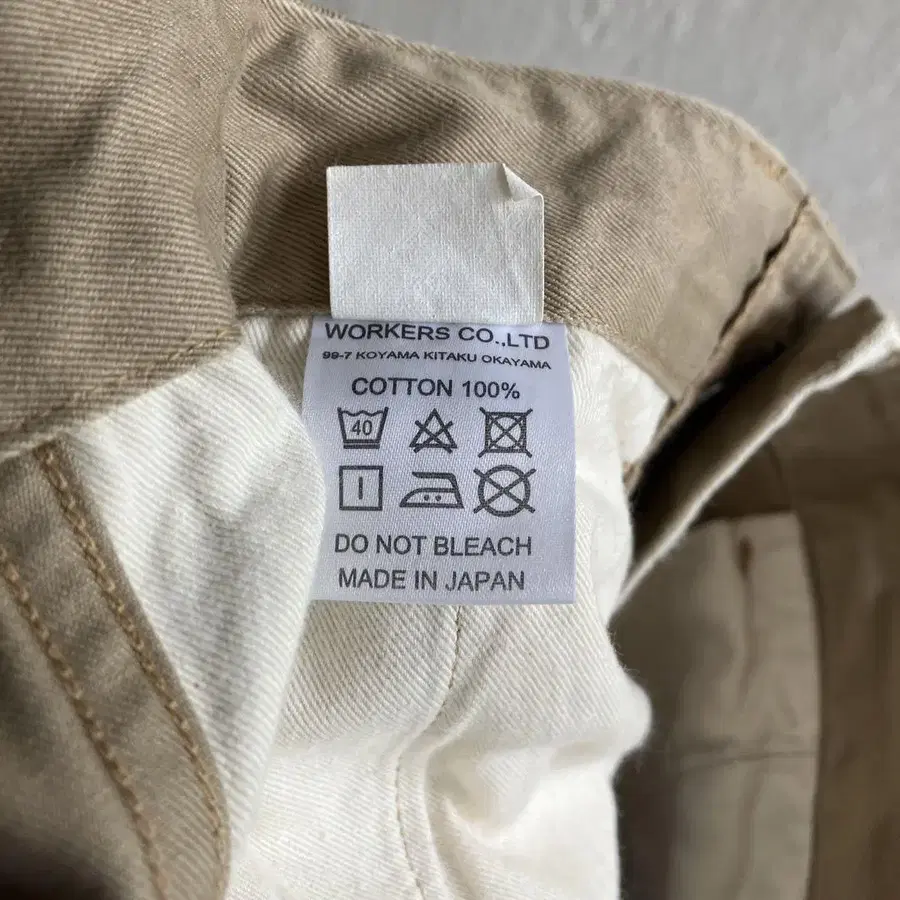 WORKERS CO.,LTD
99-7 KOYAMA KITAKU OKAYAMA
COTTON 100%
40
DO NOT BLEACH
MADE IN JAPAN